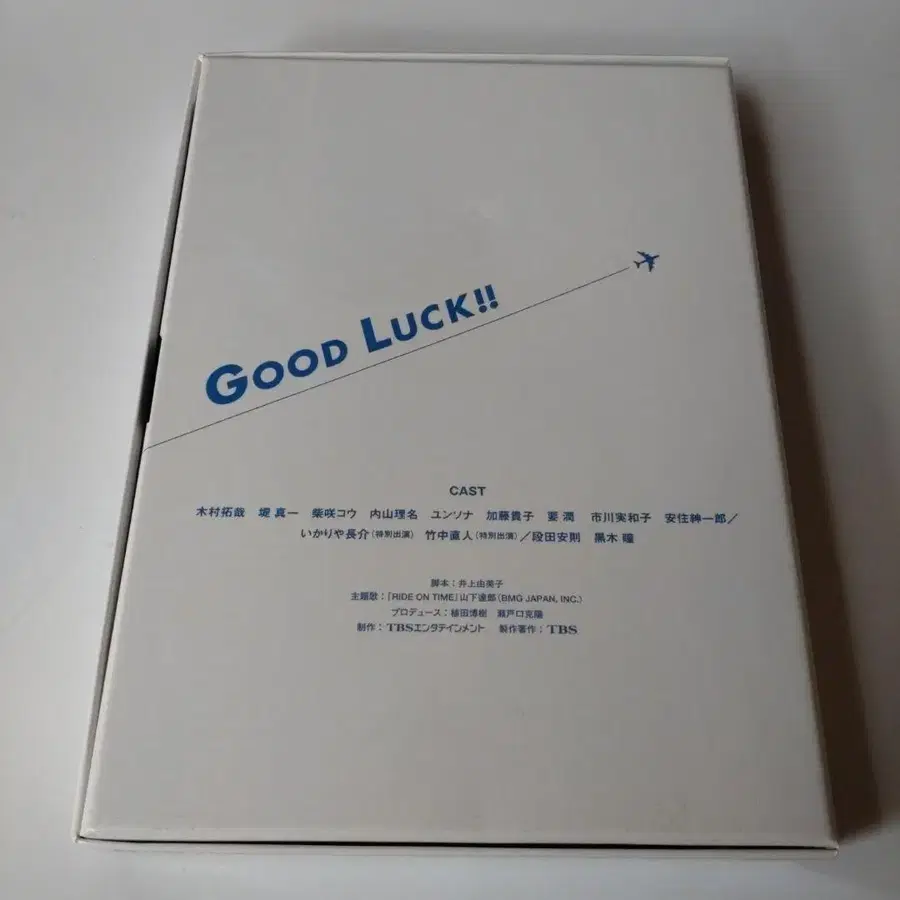 GOOD LUCK!!
CAST
木村拓哉 堤 真一 柴咲コウ 内山理名 ユンソナ 加藤貴子 要 潤 市川実和子 安住紳一郎／
いかりや長介(特別出演) 竹中直人(特別出演)／段田安則 黒木 瞳
脚本：井上由美子
主題歌：「RIDE ON TIME」山下達郎(BMG JAPAN, INC.)
プロデュース：植田博樹 瀬戸口克陽
制作：TBSエンタテインメント 製作著作：TBS